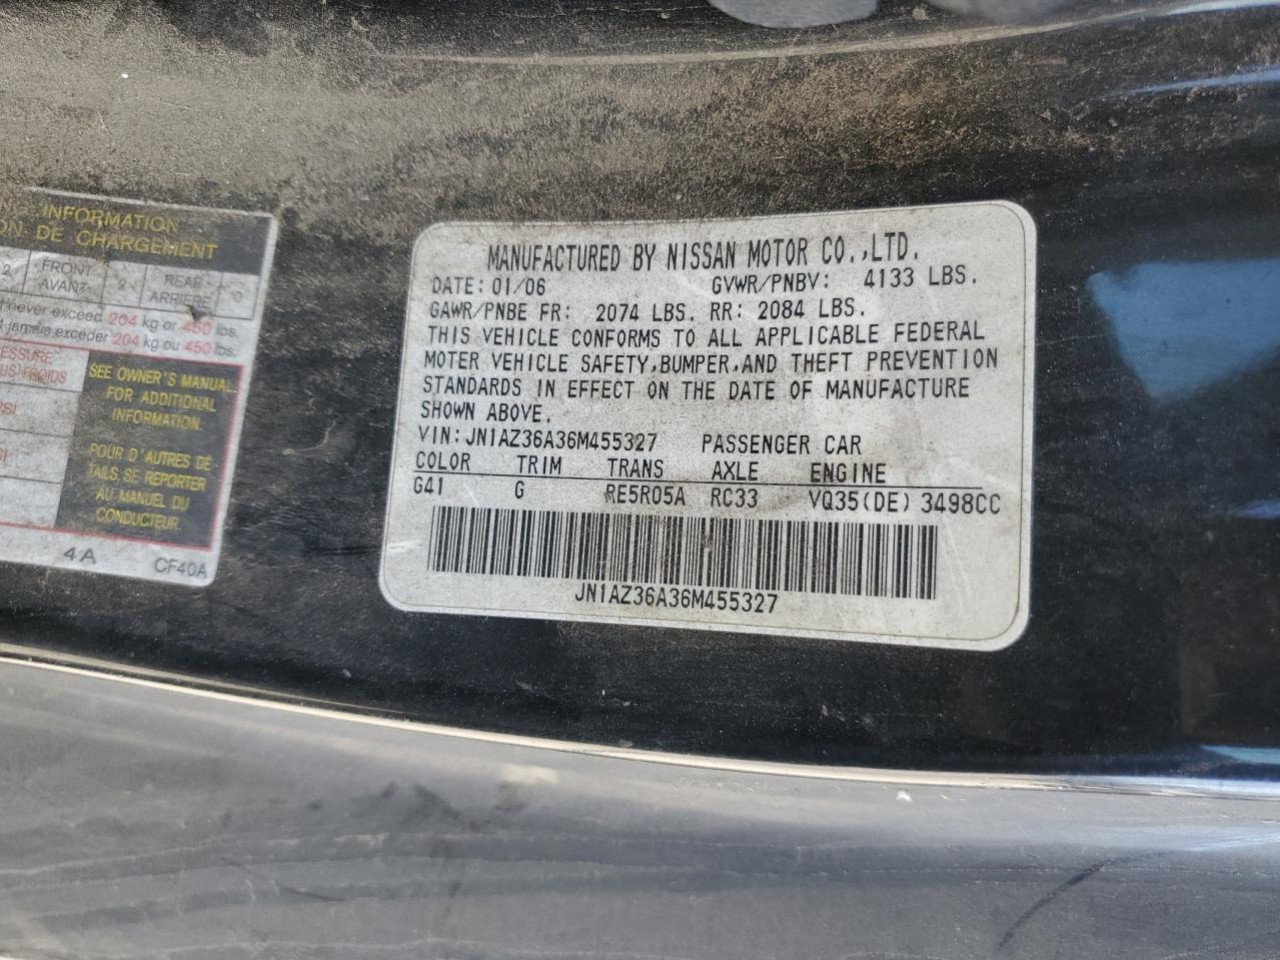 INFORMATION
DE CHARGEMENT
2 FRONT AVANT 2 REAR ARRIÈRE 0
never exceed 204 kg or 450 lbs.
jamais exceder 204 kg ou 450 lbs.
SEE OWNER'S MANUAL
FOR ADDITIONAL
INFORMATION.
POUR D'AUTRES DE
TAILS, SE REPORTER
AU MANUEL DU
CONDUCTEUR.
4A CF40A
MANUFACTURED BY NISSAN MOTOR CO.,LTD.
DATE: 01/06 GVWR/PNBV: 4133 LBS.
GAWR/PNBE FR: 2074 LBS. RR: 2084 LBS.
THIS VEHICLE CONFORMS TO ALL APPLICABLE FEDERAL
MOTER VEHICLE SAFETY,BUMPER,AND THEFT PREVENTION
STANDARDS IN EFFECT ON THE DATE OF MANUFACTURE
SHOWN ABOVE.
VIN:JN1AZ36A36M455327 PASSENGER CAR
COLOR TRIM TRANS AXLE ENGINE
G41 G RE5R05A RC33 VQ35(DE) 3498CC
JN1AZ36A36M455327